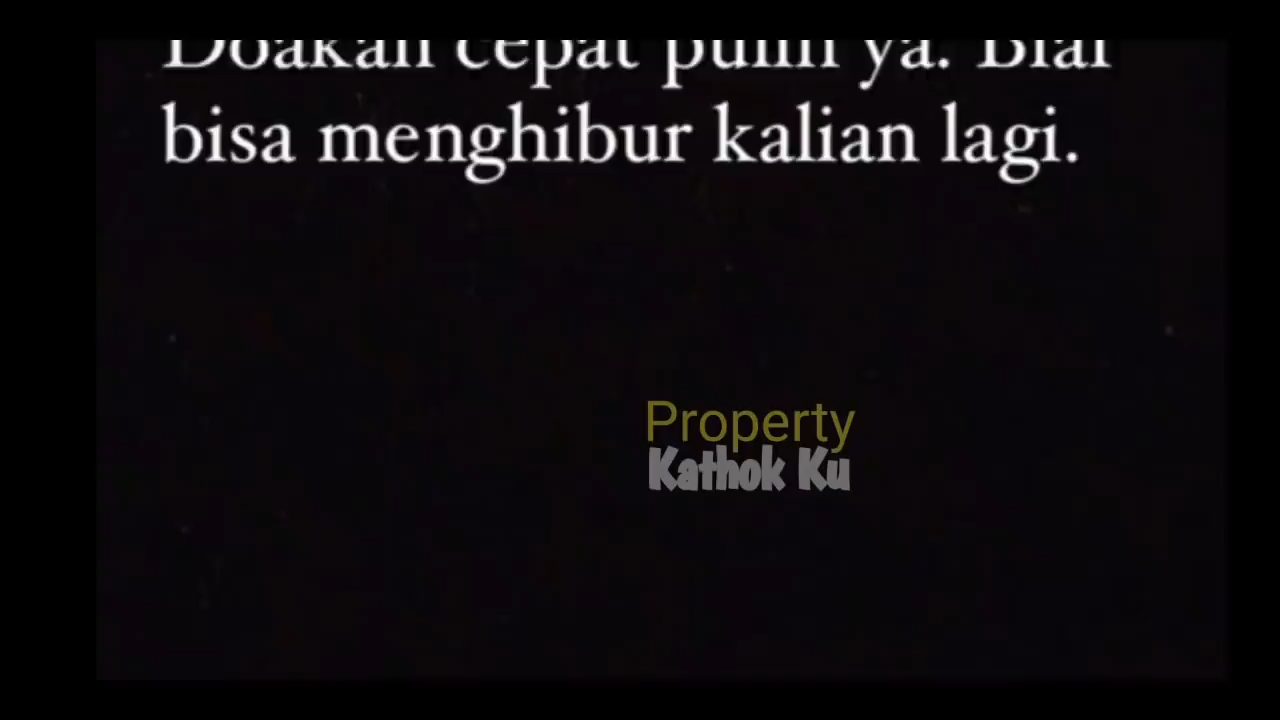 Doakan cepat pulih ya. Biar
bisa menghibur kalian lagi.
Property
Kathok Ku